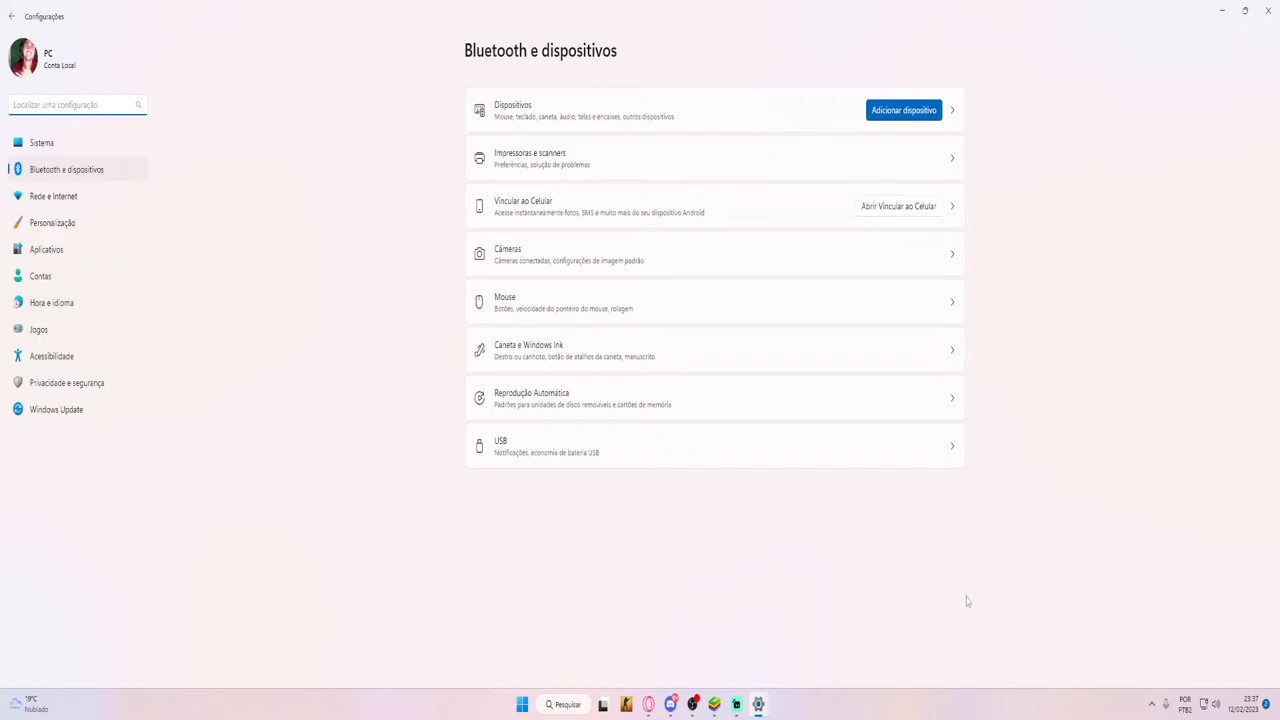 Configurações
PC
Conta Local
Localizar uma configuração
Sistema
Bluetooth e dispositivos
Rede e Internet
Personalização
Aplicativos
Contas
Hora e idioma
Jogos
Acessibilidade
Privacidade e segurança
Windows Update
Bluetooth e dispositivos
Dispositivos
Mouse, teclado, caneta, áudio, telas e encaixes, outros dispositivos
Adicionar dispositivo
Impressoras e scanners
Preferências, solução de problemas
Vincular ao Celular
Acesse instantaneamente fotos, SMS e muito mais do seu dispositivo Android
Abrir Vincular ao Celular
Câmeras
Câmeras conectadas, configurações de imagem padrão
Mouse
Botões, velocidade do ponteiro do mouse, rolagem
Caneta e Windows Ink
Destro ou canhoto, botão de atalhos da caneta, manuscrito
Reprodução Automática
Padrões para unidades de disco removíveis e cartões de memória
USB
Notificações, economia de bateria USB
19°C
Nublado
Pesquisar
POR
PTB2
23:37
12/02/2023